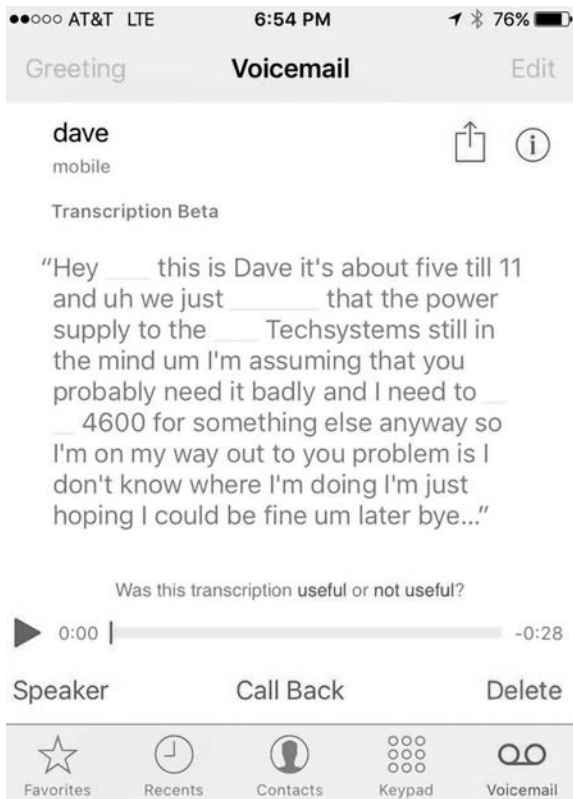 AT&T LTE 6:54 PM 76%
Greeting Voicemail Edit
dave
mobile
Transcription Beta
“Hey ___ this is Dave it's about five till 11
and uh we just ______ that the power
supply to the ___ Techsystems still in
the mind um I'm assuming that you
probably need it badly and I need to __
__ 4600 for something else anyway so
I'm on my way out to you problem is I
don't know where I'm doing I'm just
hoping I could be fine um later bye...”
Was this transcription useful or not useful?
0:00 -0:28
Speaker Call Back Delete
Favorites Recents Contacts Keypad Voicemail